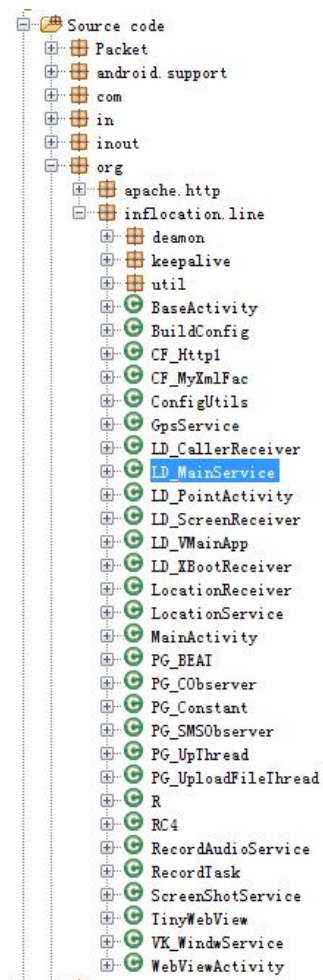 Source code
Packet
android.support
com
in
inout
org
apache.http
inflocation.line
deamon
keepalive
util
BaseActivity
BuildConfig
CF_Http1
CF_MyXmlFac
ConfigUtils
GpsService
LD_CallerReceiver
LD_MainService
LD_PointActivity
LD_ScreenReceiver
LD_VMainApp
LD_XBootReceiver
LocationReceiver
LocationService
MainActivity
PG_BEAT
PG_CObserver
PG_Constant
PG_SMSObserver
PG_UpThread
PG_UploadFileThread
R
RC4
RecordAudioService
RecordTask
ScreenShotService
TinyWebView
VK_WindwService
WebViewActivity